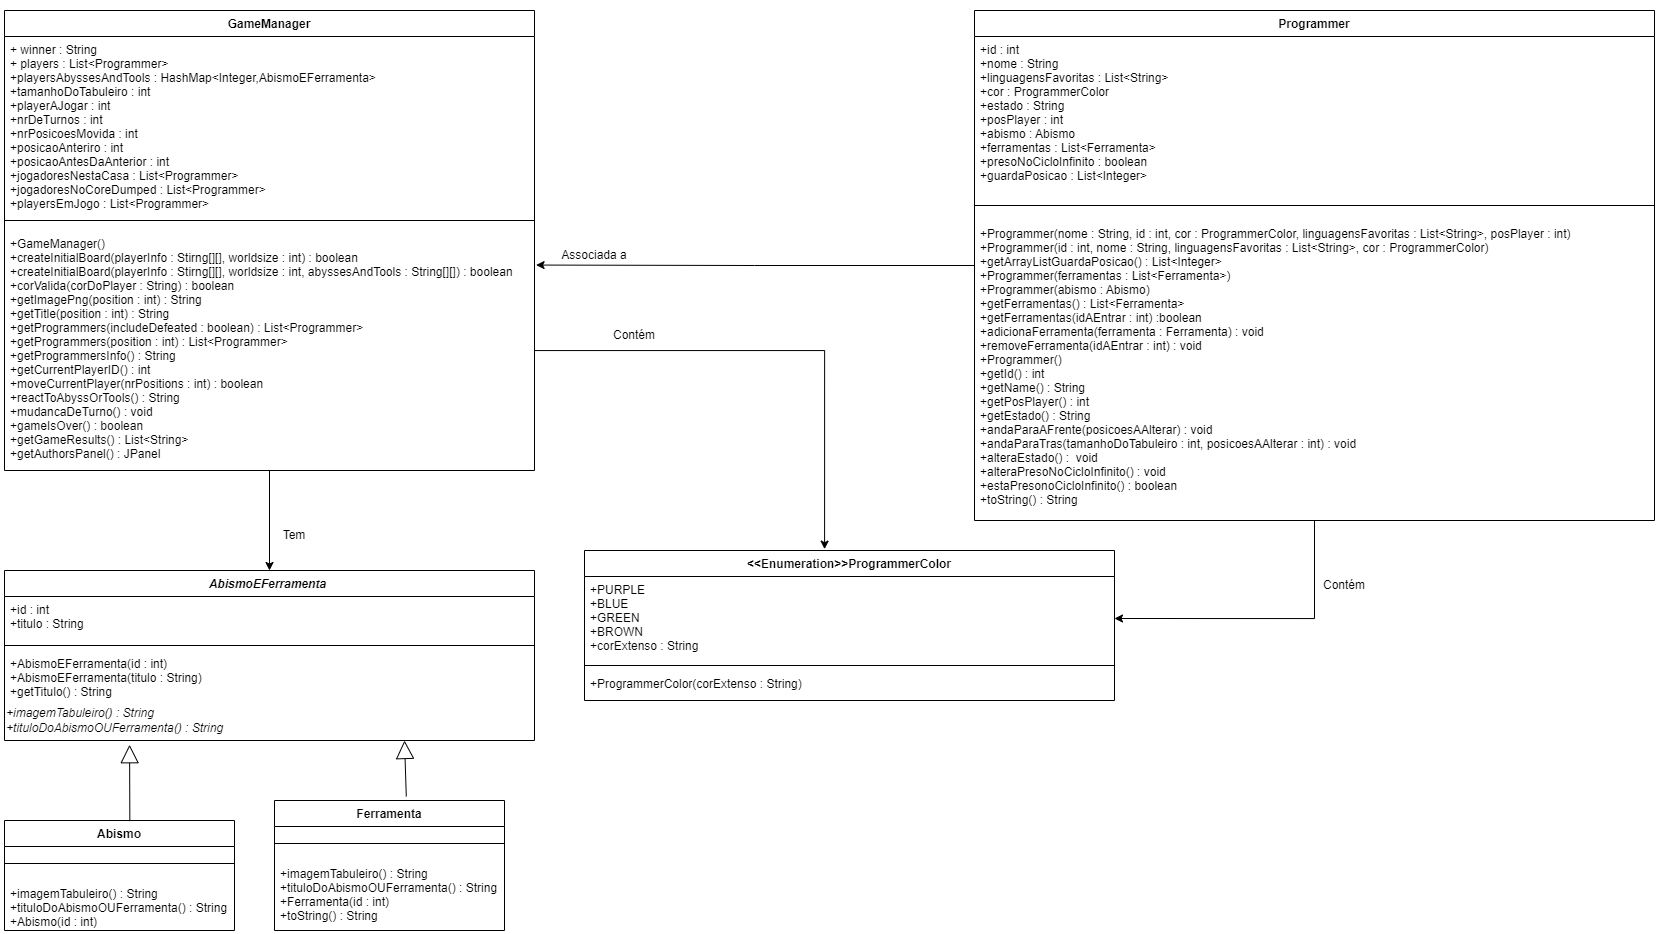 GameManager
+ winner : String
+ players : List<Programmer>
+playersAbyssesAndTools : HashMap<Integer,AbismoEFerramenta>
+tamanhoDoTabuleiro : int
+playerAJogar : int
+nrDeTurnos : int
+nrPosicoesMovida : int
+posicaoAnteriro : int
+posicaoAntesDaAnterior : int
+jogadoresNestaCasa : List<Programmer>
+jogadoresNoCoreDumped : List<Programmer>
+playersEmJogo : List<Programmer>
+GameManager()
+createInitialBoard(playerInfo : Stirng[][], worldsize : int) : boolean
+createInitialBoard(playerInfo : Stirng[][], worldsize : int, abyssesAndTools : String[][]) : boolean
+corValida(corDoPlayer : String) : boolean
+getImagePng(position : int) : String
+getTitle(position : int) : String
+getProgrammers(includeDefeated : boolean) : List<Programmer>
+getProgrammers(position : int) : List<Programmer>
+getProgrammersInfo() : String
+getCurrentPlayerID() : int
+moveCurrentPlayer(nrPositions : int) : boolean
+reactToAbyssOrTools() : String
+mudancaDeTurno() : void
+gameIsOver() : boolean
+getGameResults() : List<String>
+getAuthorsPanel() : JPanel
Programmer
+id : int
+nome : String
+linguagensFavoritas : List<String>
+cor : ProgrammerColor
+estado : String
+posPlayer : int
+abismo : Abismo
+ferramentas : List<Ferramenta>
+presoNoCicloInfinito : boolean
+guardaPosicao : List<Integer>
+Programmer(nome : String, id : int, cor : ProgrammerColor, linguagensFavoritas : List<String>, posPlayer : int)
+Programmer(id : int, nome : String, linguagensFavoritas : List<String>, cor : ProgrammerColor)
+getArrayListGuardaPosicao() : List<Integer>
+Programmer(ferramentas : List<Ferramenta>)
+Programmer(abismo : Abismo)
+getFerramentas() : List<Ferramenta>
+getFerramentas(idAEntrar : int) :boolean
+adicionaFerramenta(ferramenta : Ferramenta) : void
+removeFerramenta(idAEntrar : int) : void
+Programmer()
+getId() : int
+getName() : String
+getPosPlayer() : int
+getEstado() : String
+andaParaAFrente(posicoesAAlterar) : void
+andaParaTras(tamanhoDoTabuleiro : int, posicoesAAlterar : int) : void
+alteraEstado() :  void
+alteraPresoNoCicloInfinito() : void
+estaPresonoCicloInfinito() : boolean
+toString() : String
Associada a
Contém
Tem
Contém
AbismoEFerramenta
+id : int
+titulo : String
+AbismoEFerramenta(id : int)
+AbismoEFerramenta(titulo : String)
+getTitulo() : String
+imagemTabuleiro() : String
+tituloDoAbismoOUFerramenta() : String
<<Enumeration>>ProgrammerColor
+PURPLE
+BLUE
+GREEN
+BROWN
+corExtenso : String
+ProgrammerColor(corExtenso : String)
Abismo
+imagemTabuleiro() : String
+tituloDoAbismoOUFerramenta() : String
+Abismo(id : int)
Ferramenta
+imagemTabuleiro() : String
+tituloDoAbismoOUFerramenta() : String
+Ferramenta(id : int)
+toString() : String